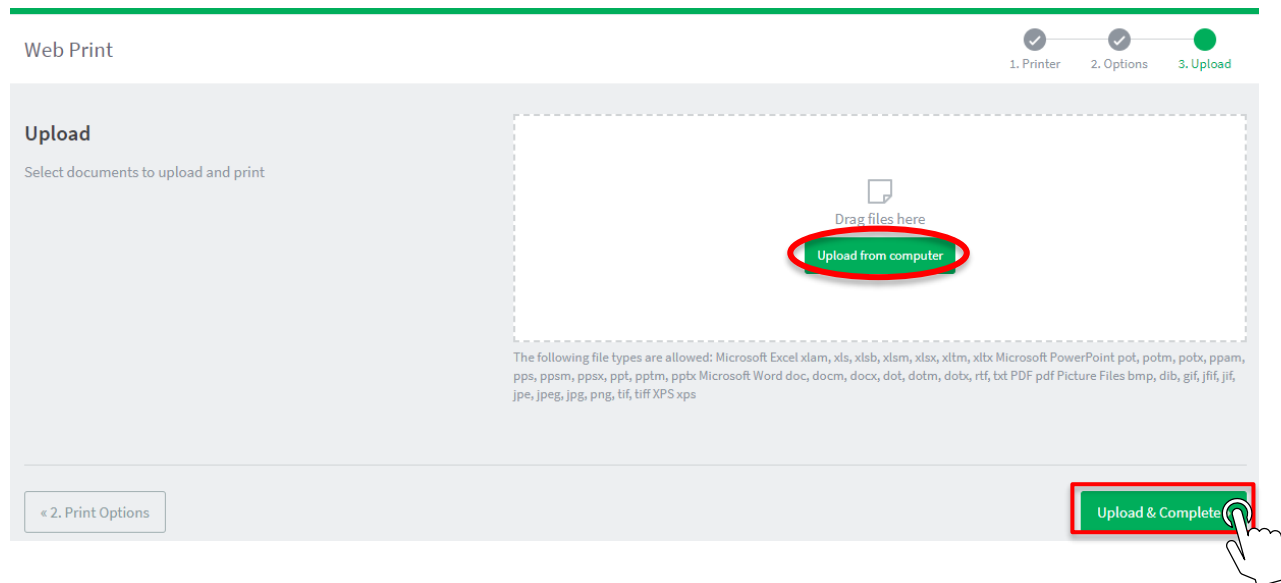 Web Print
1. Printer
2. Options
3. Upload
Upload
Select documents to upload and print
Drag files here
Upload from computer
The following file types are allowed: Microsoft Excel xlam, xls, xlsb, xlsm, xlsx, xltm, xltx Microsoft PowerPoint pot, potm, potx, ppam,
pps, ppsm, ppsx, ppt, pptm, pptx Microsoft Word doc, docm, docx, dot, dotm, dotx, rtf, txt PDF pdf Picture Files bmp, dib, gif, jfif, jif,
jpe, jpeg, jpg, png, tif, tiff XPS xps
« 2. Print Options
Upload & Complete